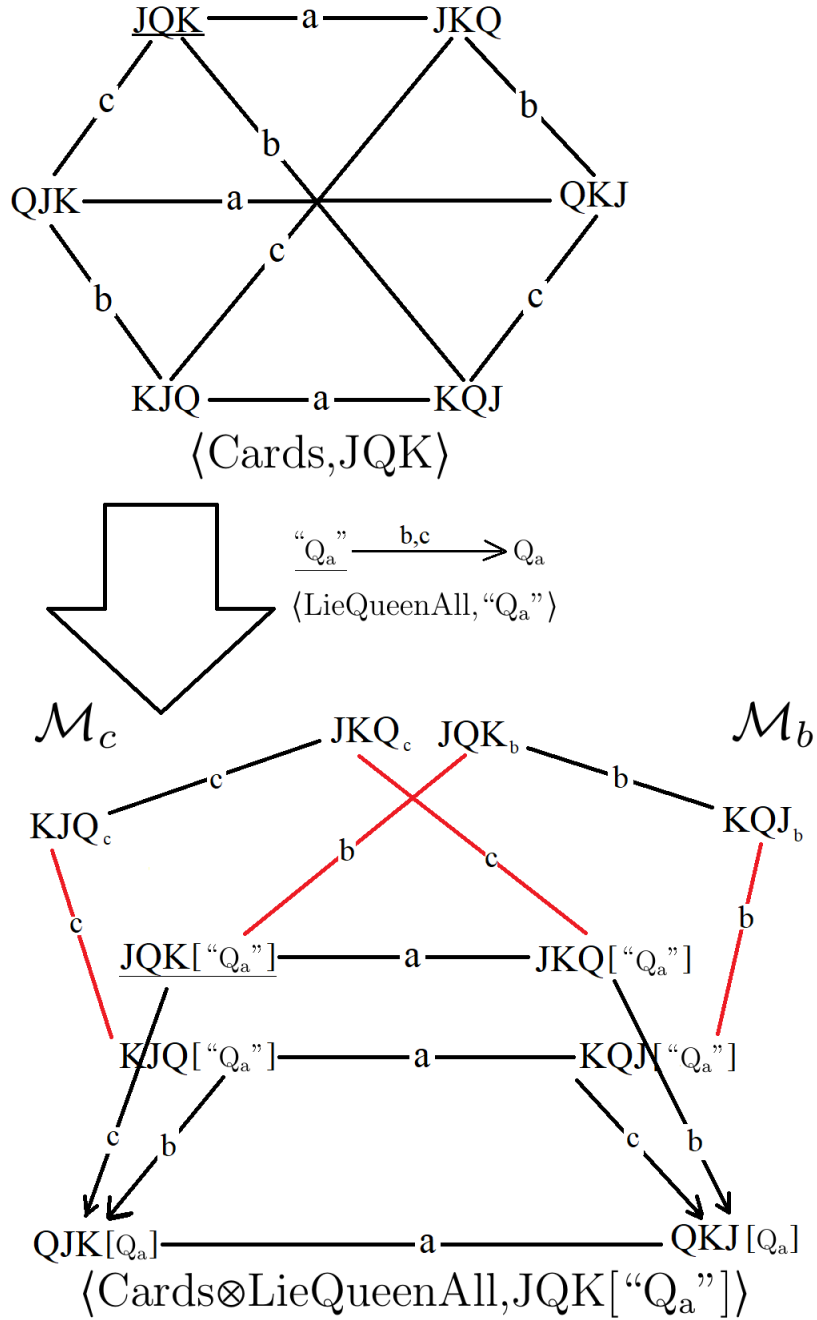 JQK a JKQ
c b b
QJK a QKJ
b c c
KJQ a KQJ
⟨Cards,JQK⟩
“Qₐ” b,c Qₐ
⟨LieQueenAll,“Qₐ”⟩
ℳc ℳb
JKQc JQKb
c b
KJQc KQJb
b c
c b
JQK[“Qₐ”] a JKQ[“Qₐ”]
KJQ[“Qₐ”] a KQJ[“Qₐ”]
c b c b
QJK[Qₐ] a QKJ[Qₐ]
⟨Cards⊗LieQueenAll,JQK[“Qₐ”]⟩